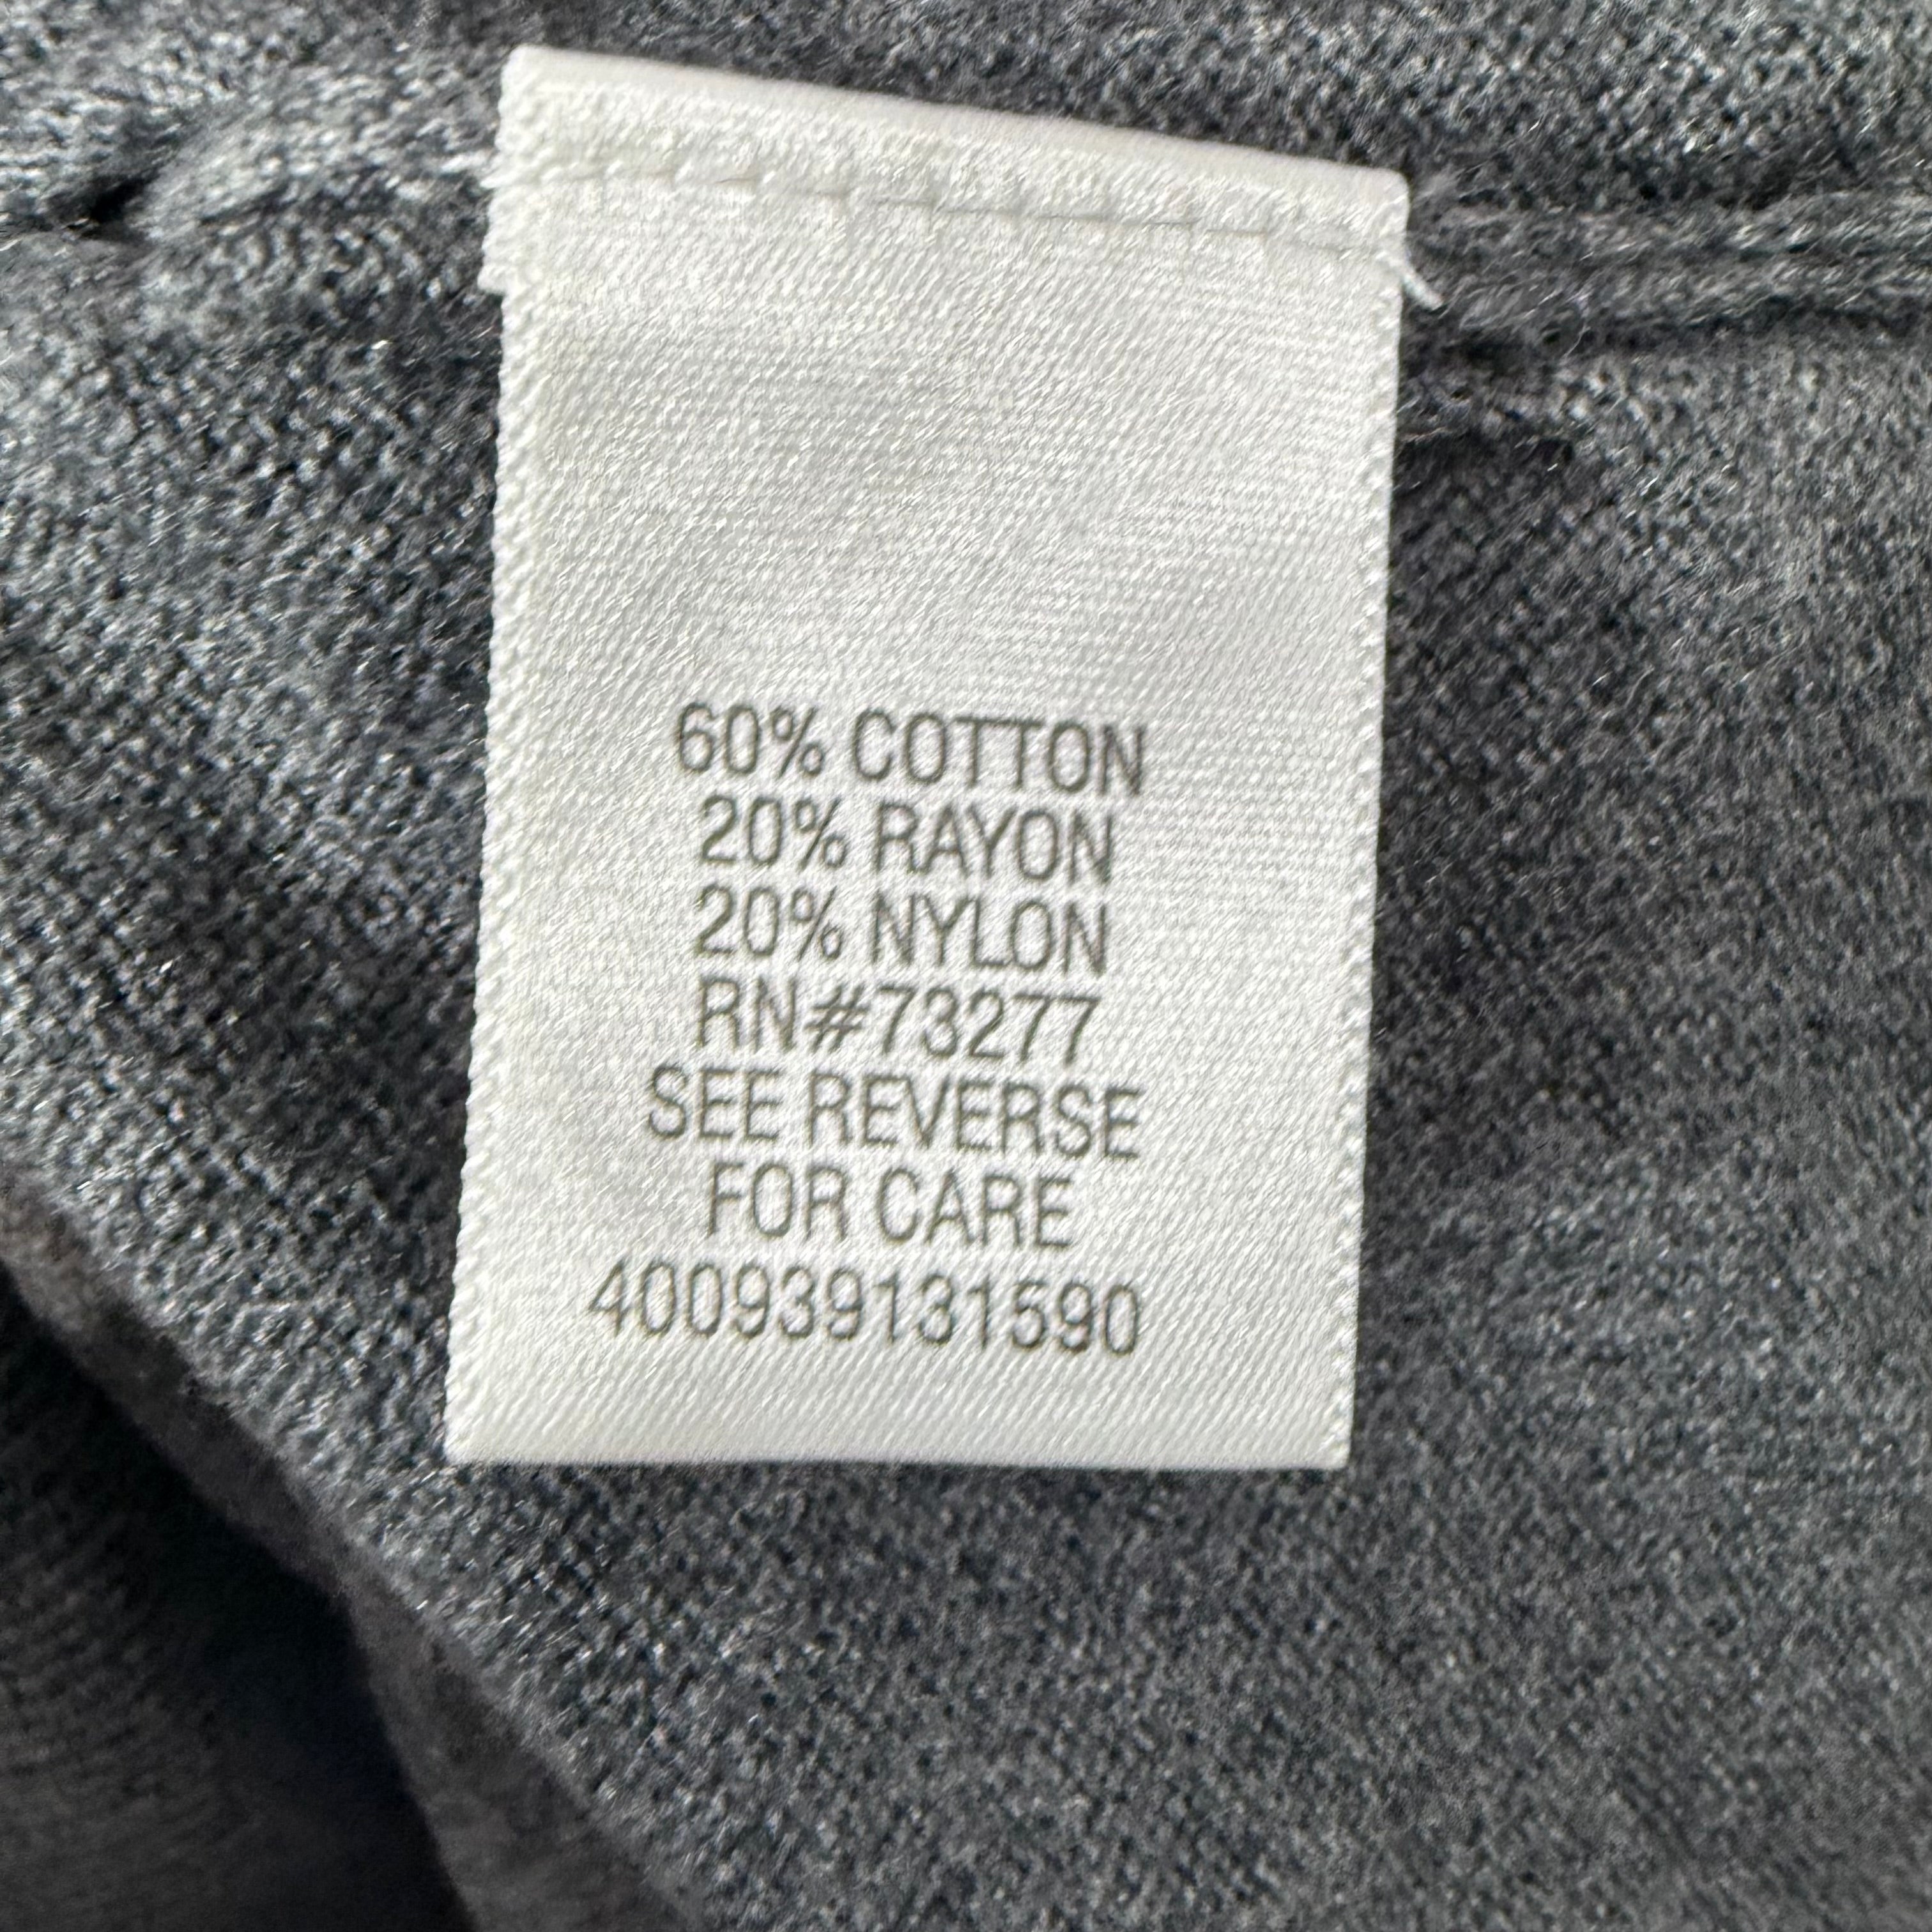 60% COTTON
20% RAYON
20% NYLON
RN#73277
SEE REVERSE
FOR CARE
400939131590